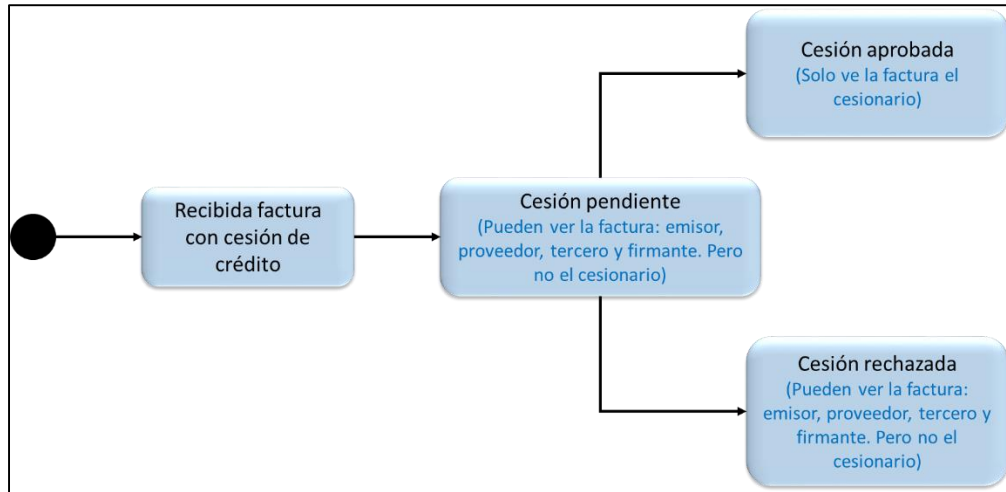 Recibida factura
con cesión de
crédito
Cesión pendiente
(Pueden ver la factura: emisor,
proveedor, tercero y firmante. Pero
no el cesionario)
Cesión aprobada
(Solo ve la factura el
cesionario)
Cesión rechazada
(Pueden ver la factura:
emisor, proveedor, tercero y
firmante. Pero no el
cesionario)